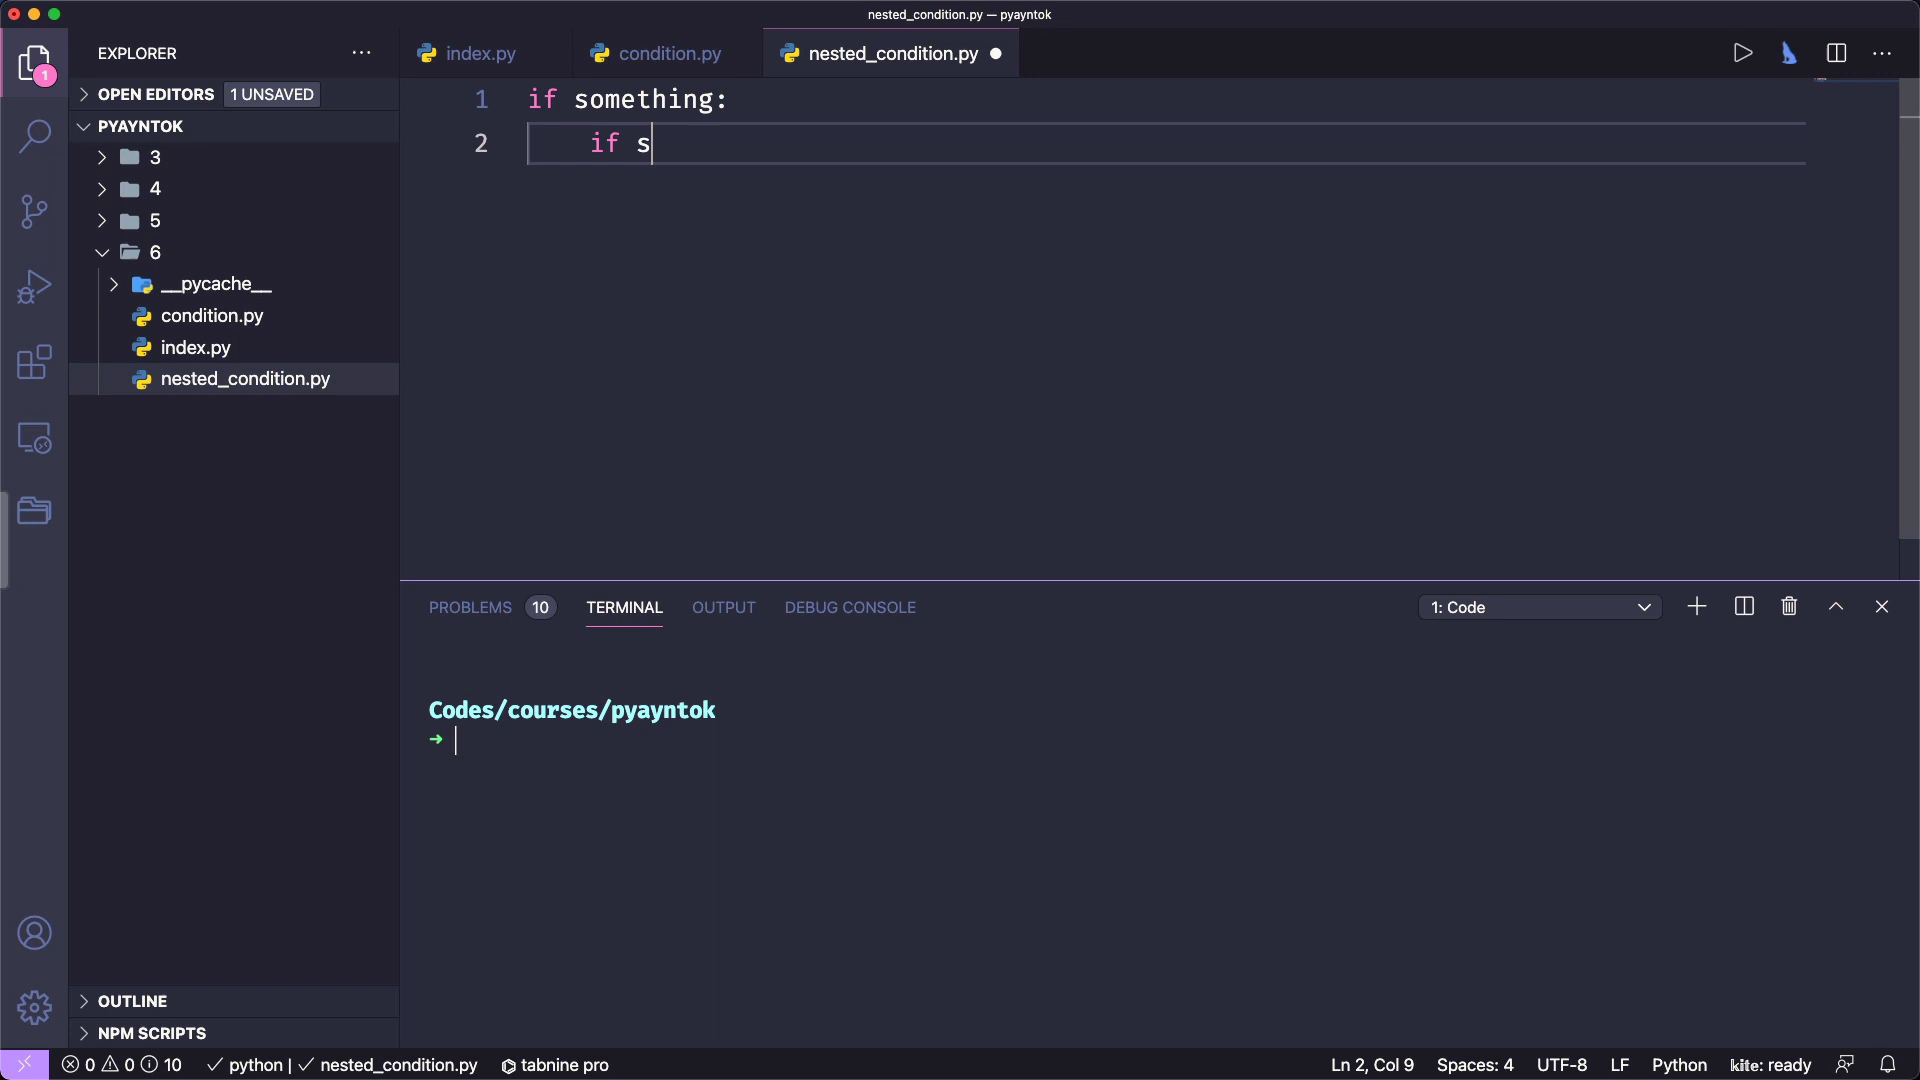 nested_condition.py — pyayntok
EXPLORER
index.py
condition.py
nested_condition.py
1
OPEN EDITORS 1 UNSAVED
PYAYNTOK
3
4
5
6
__pycache__
condition.py
index.py
nested_condition.py
1 if something:
2 if s
PROBLEMS 10 TERMINAL OUTPUT DEBUG CONSOLE 1: Code
Codes/courses/pyayntok
➜
OUTLINE
NPM SCRIPTS
0 0 10 python | ✓ nested_condition.py tabnine pro Ln 2, Col 9 Spaces: 4 UTF-8 LF Python kite: ready